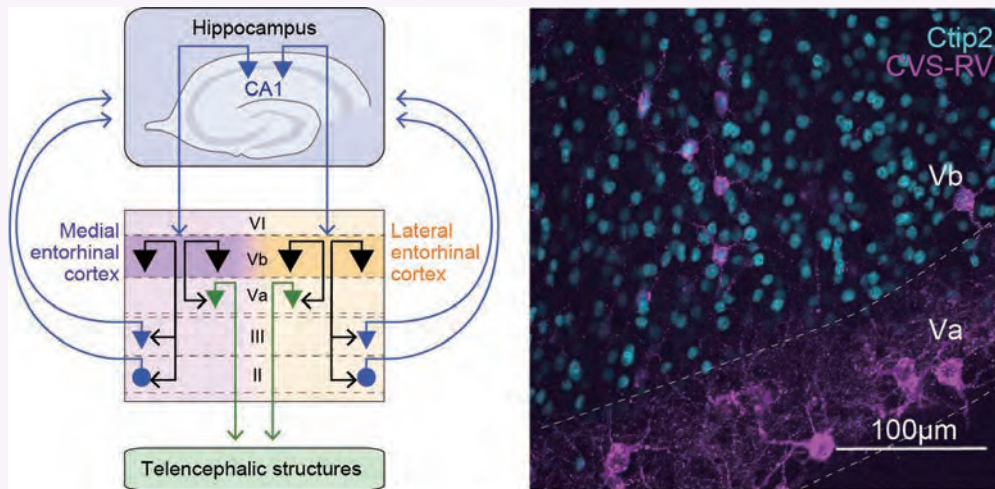 Hippocampus
CA1
Medial
entorhinal
cortex
Lateral
entorhinal
cortex
VI
Vb
Va
III
II
Telencephalic structures
Ctip2
CVS-RV
Vb
Va
100μm